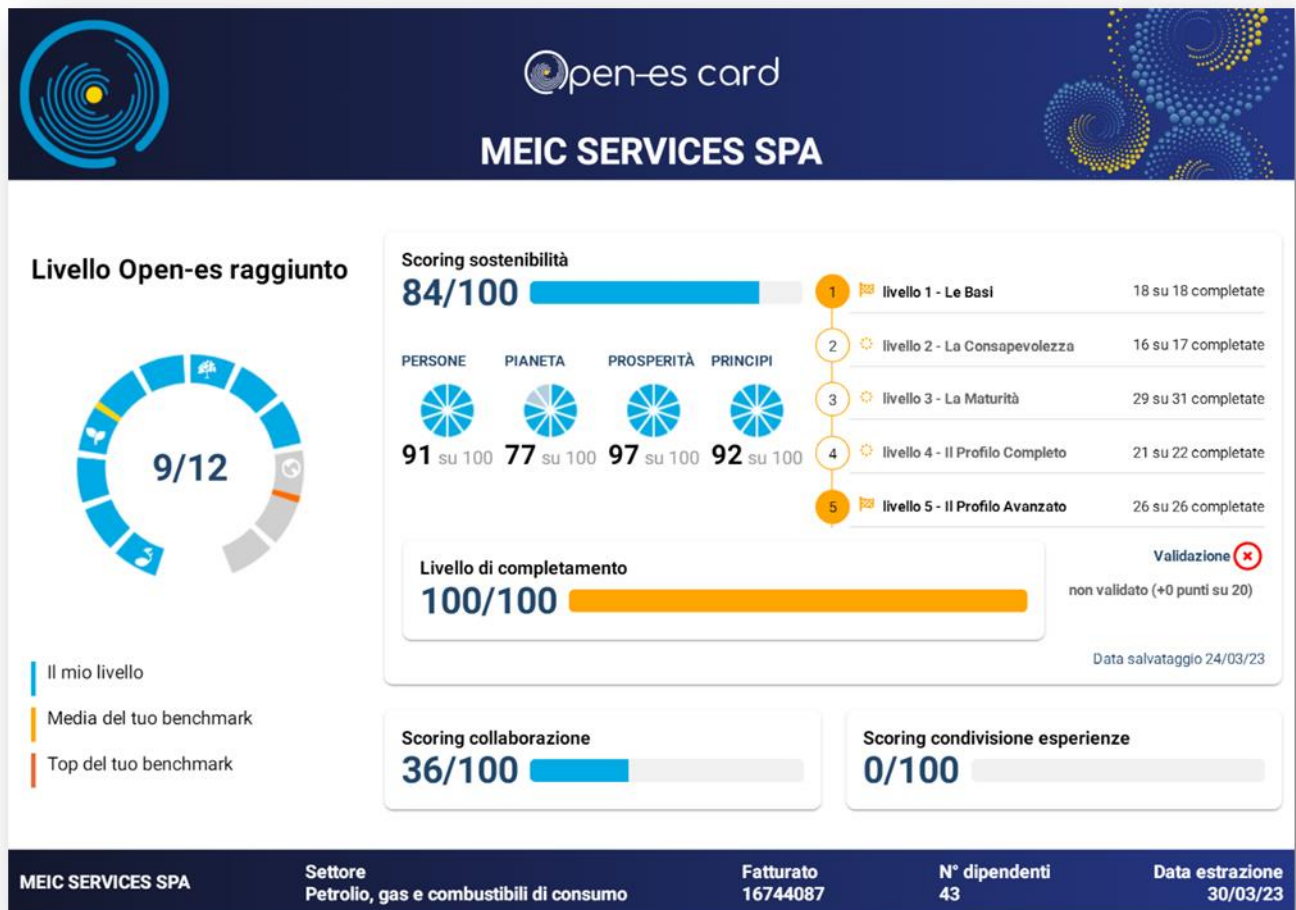 Open-es card
MEIC SERVICES SPA
Livello Open-es raggiunto
9/12
Il mio livello
Media del tuo benchmark
Top del tuo benchmark
Scoring sostenibilità
84/100
PERSONE PIANETA PROSPERITÀ PRINCIPI
91 su 100 77 su 100 97 su 100 92 su 100
1 livello 1 - Le Basi 18 su 18 completate
2 livello 2 - La Consapevolezza 16 su 17 completate
3 livello 3 - La Maturità 29 su 31 completate
4 livello 4 - Il Profilo Completo 21 su 22 completate
5 livello 5 - Il Profilo Avanzato 26 su 26 completate
Livello di completamento
100/100
Validazione
non validato (+0 punti su 20)
Data salvataggio 24/03/23
Scoring collaborazione
36/100
Scoring condivisione esperienze
0/100
MEIC SERVICES SPA
Settore
Petrolio, gas e combustibili di consumo
Fatturato
16744087
N° dipendenti
43
Data estrazione
30/03/23